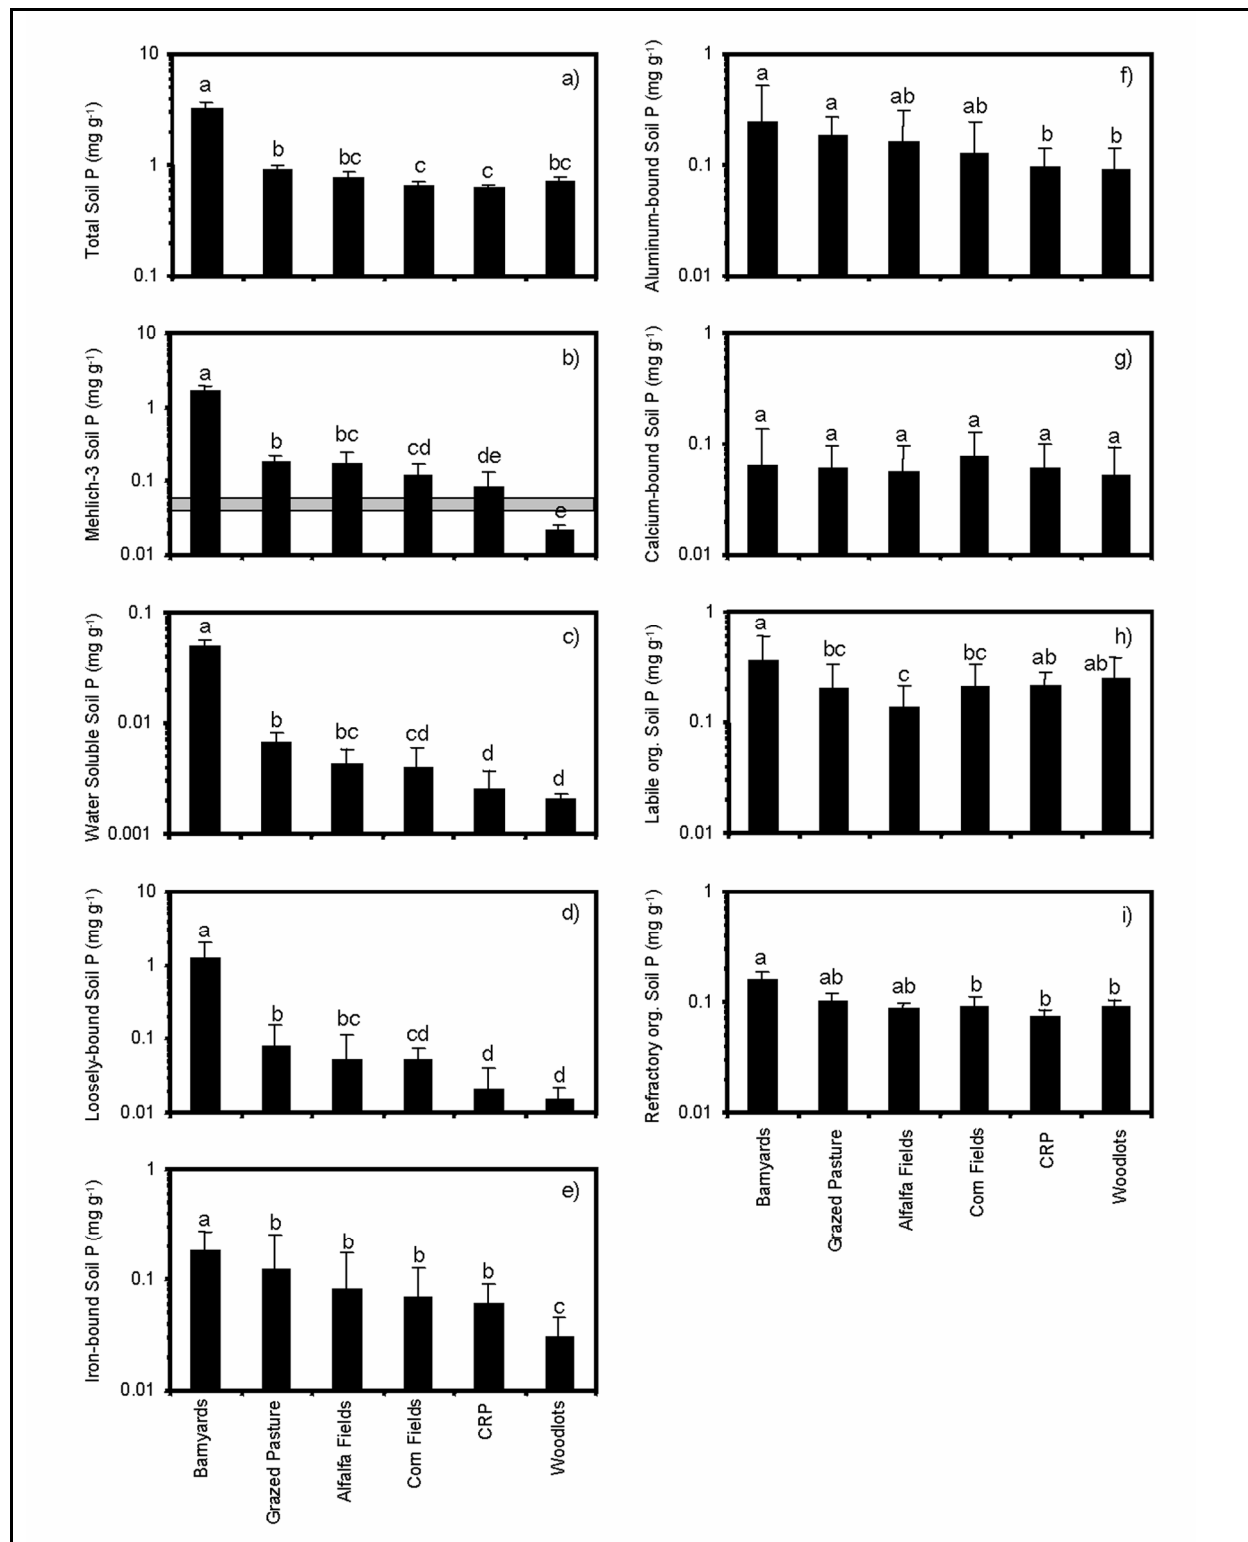 Total Soil P (mg g-1)
10
1
0.1
a)
a
b
bc
c
c
bc
Mehlich-3 Soil P (mg g-1)
10
1
0.1
0.01
b)
a
b
bc
cd
de
e
Water Soluble Soil P (mg g-1)
0.1
0.01
0.001
c)
a
b
bc
cd
d
d
Loosely-bound Soil P (mg g-1)
10
1
0.1
0.01
d)
a
b
bc
cd
d
d
Iron-bound Soil P (mg g-1)
1
0.1
0.01
e)
a
b
b
b
b
c
Barnyards
Grazed Pasture
Alfalfa Fields
Corn Fields
CRP
Woodlots
Aluminum-bound Soil P (mg g-1)
1
0.1
0.01
f)
a
a
ab
ab
b
b
Calcium-bound Soil P (mg g-1)
1
0.1
0.01
g)
a
a
a
a
a
a
Labile org. Soil P (mg g-1)
1
0.1
0.01
h)
a
bc
c
bc
ab
ab
Refractory org. Soil P (mg g-1)
1
0.1
0.01
i)
a
ab
ab
b
b
b
Barnyards
Grazed Pasture
Alfalfa Fields
Corn Fields
CRP
Woodlots